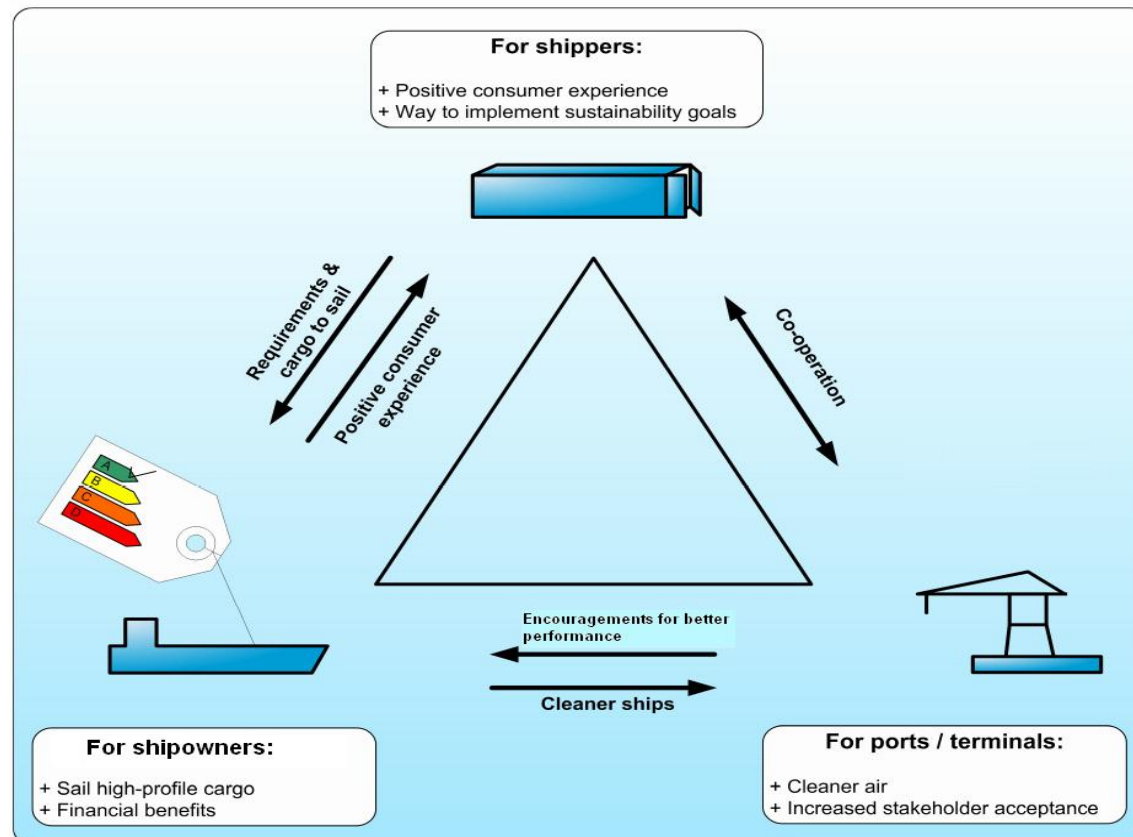 For shippers:
+ Positive consumer experience
+ Way to implement sustainability goals
Requirements &
cargo to sail
Positive consumer
experience
Co-operation
A
B
C
D
Encouragements for better
performance
Cleaner ships
For shipowners:
+ Sail high-profile cargo
+ Financial benefits
For ports / terminals:
+ Cleaner air
+ Increased stakeholder acceptance